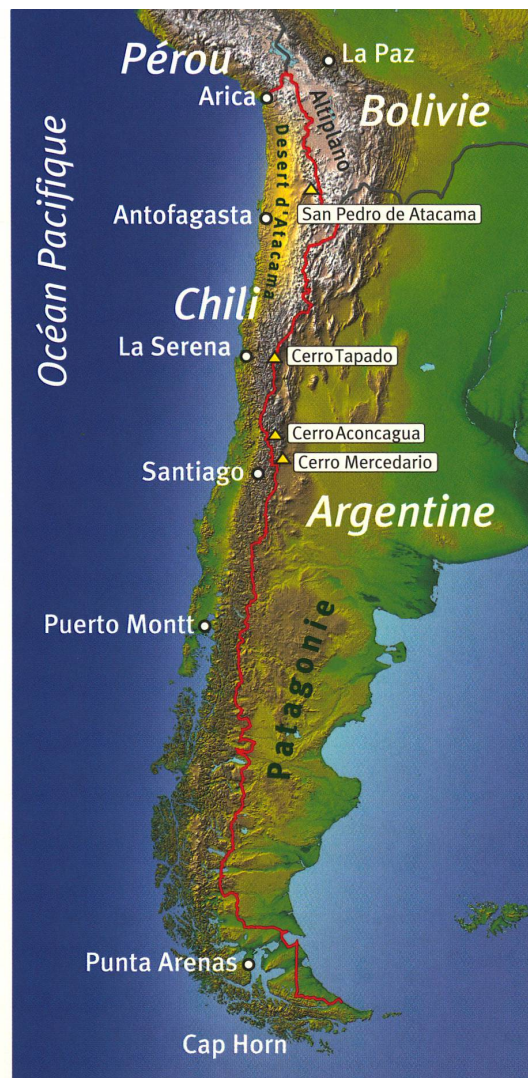 Pérou
La Paz
Arica
Altiplano
Bolivie
Océan Pacifique
Desert d'Atacama
San Pedro de Atacama
Antofagasta
Chili
La Serena
Cerro Tapado
Cerro Aconcagua
Cerro Mercedario
Santiago
Argentine
Puerto Montt
Patagonie
Punta Arenas
Cap Horn